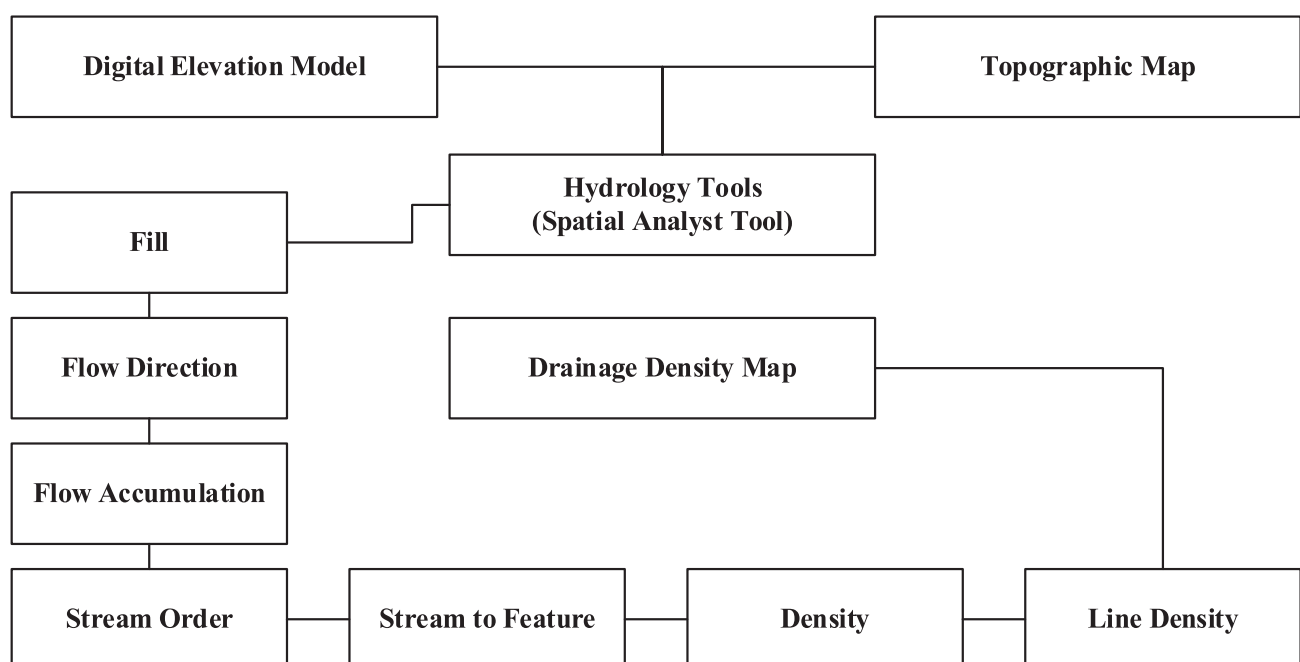 Digital Elevation Model
Topographic Map
Hydrology Tools
(Spatial Analyst Tool)
Fill
Flow Direction
Drainage Density Map
Flow Accumulation
Stream Order
Stream to Feature
Density
Line Density